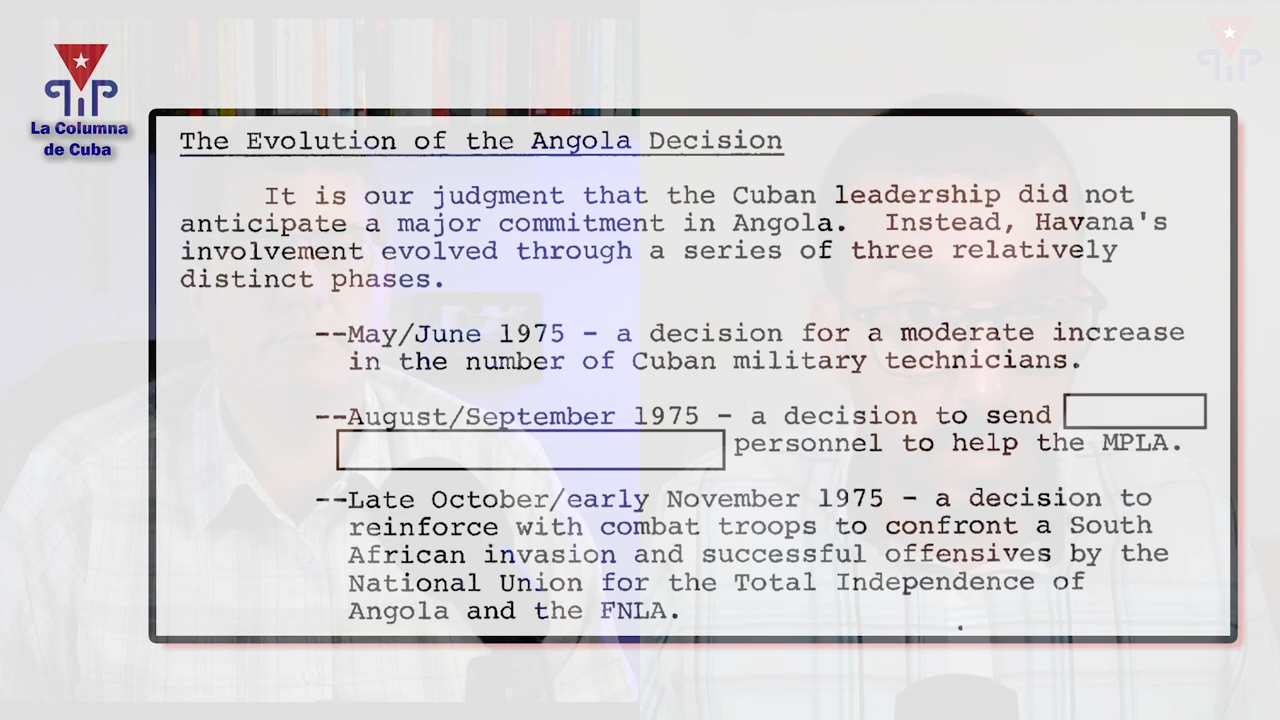 La Columna
de Cuba
The Evolution of the Angola Decision
It is our judgment that the Cuban leadership did not
anticipate a major commitment in Angola. Instead, Havana's
involvement evolved through a series of three relatively
distinct phases.
--May/June 1975 - a decision for a moderate increase
in the number of Cuban military technicians.
--August/September 1975 - a decision to send
personnel to help the MPLA.
--Late October/early November 1975 - a decision to
reinforce with combat troops to confront a South
African invasion and successful offensives by the
National Union for the Total Independence of
Angola and the FNLA.